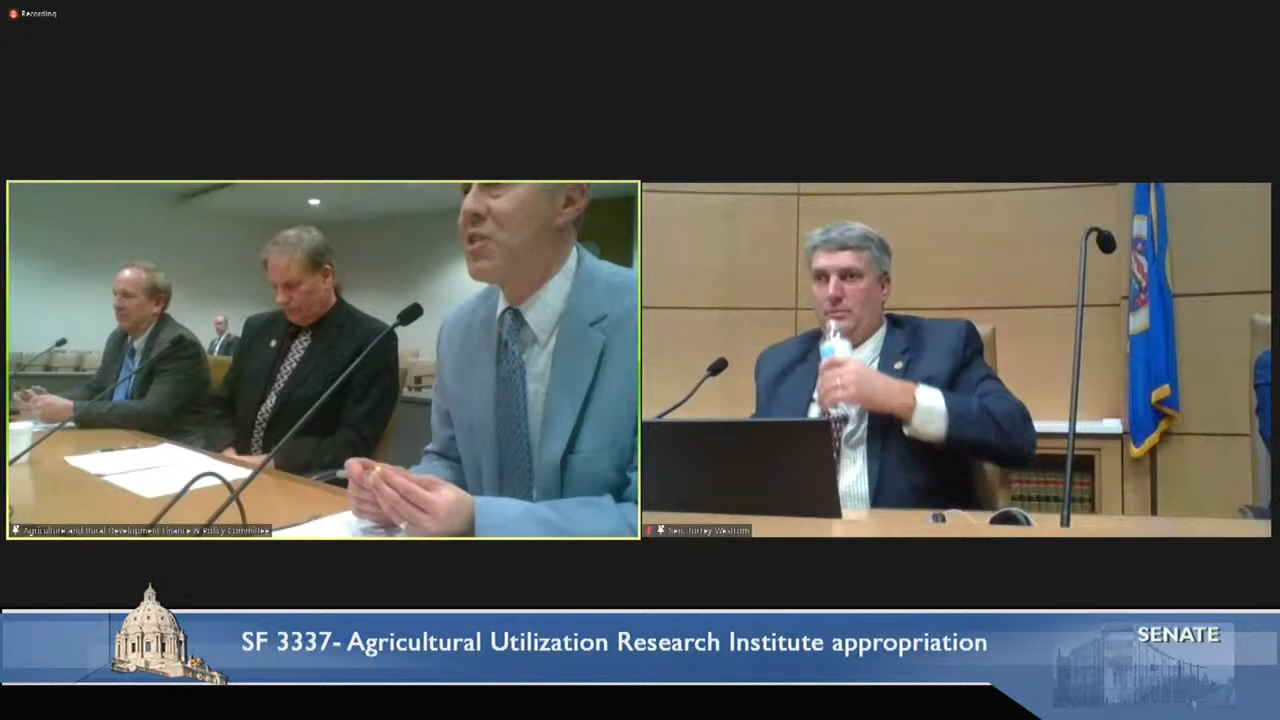 Recording
Agriculture and Rural Development Finance & Policy Committee
Sen. Torrey Westrom
SF 3337- Agricultural Utilization Research Institute appropriation
SENATE